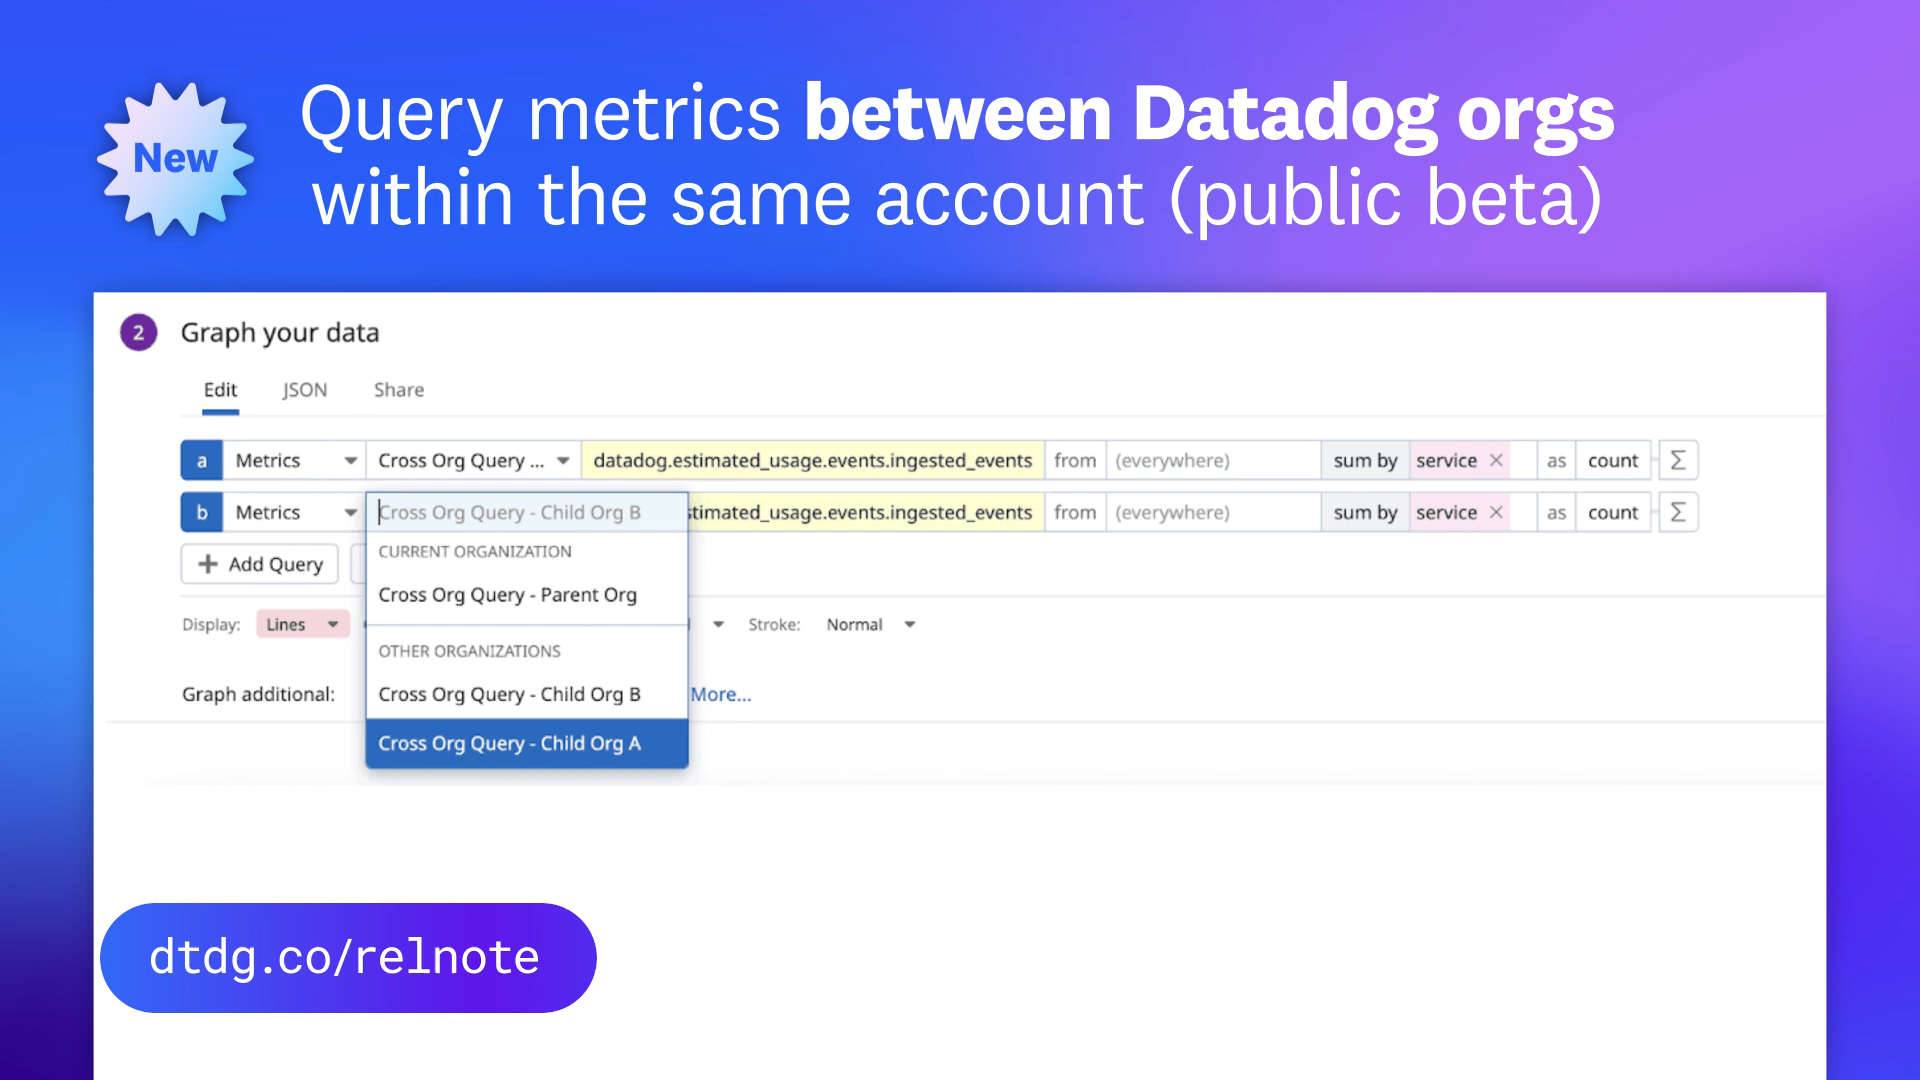 New
Query metrics between Datadog orgs
within the same account (public beta)
2 Graph your data
Edit JSON Share
a Metrics Cross Org Query ... datadog.estimated_usage.events.ingested_events from (everywhere) sum by service × as count Σ
b Metrics Cross Org Query - Child Org B stimated_usage.events.ingested_events from (everywhere) sum by service × as count Σ
CURRENT ORGANIZATION
+ Add Query
Cross Org Query - Parent Org
Display: Lines Stroke: Normal
OTHER ORGANIZATIONS
Graph additional: Cross Org Query - Child Org B More...
Cross Org Query - Child Org A
dtdg.co/relnote